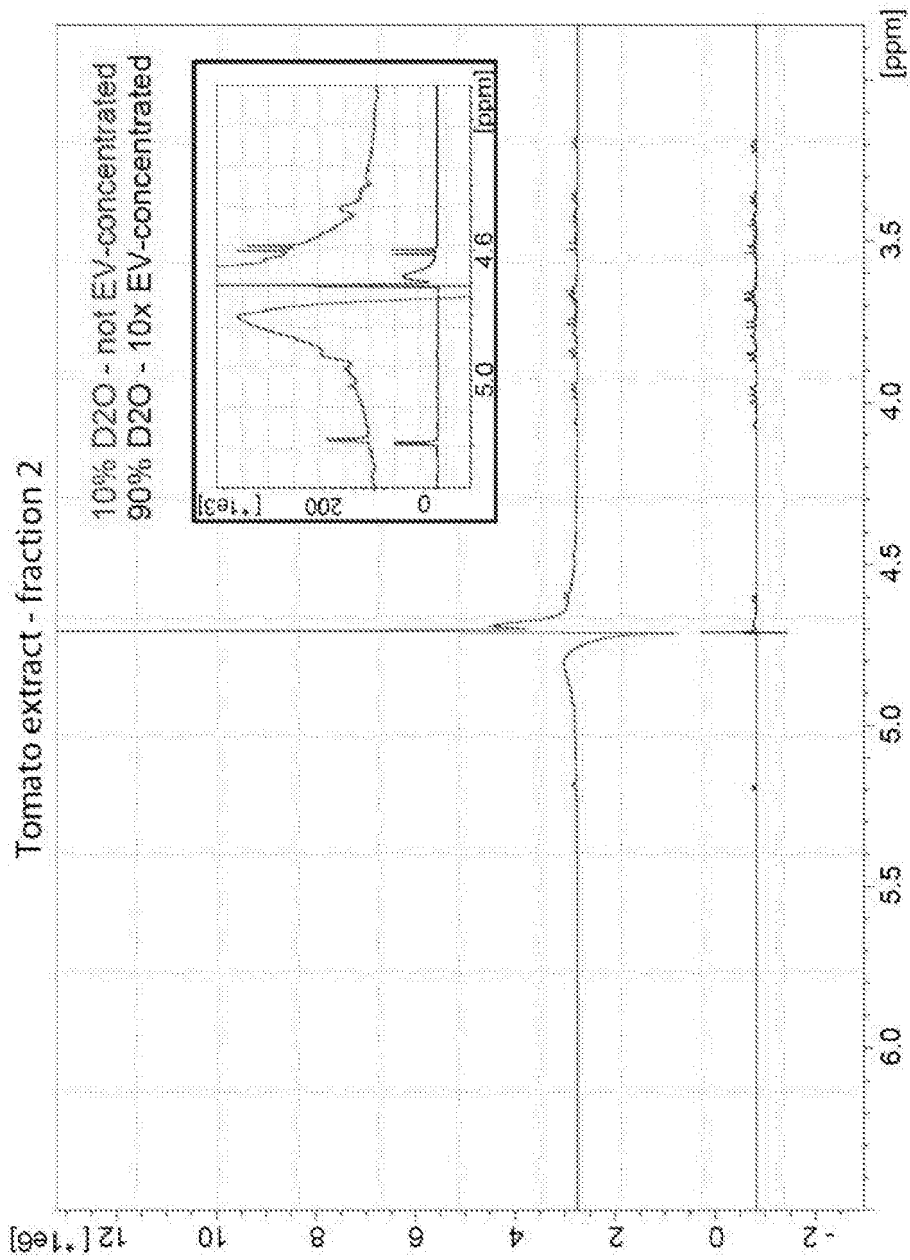 Tomato extract - fraction 2
10% D2O - not EV-concentrated
90% D2O - 10x EV-concentrated
[*1e3]
200
0
5.0
4.6
[ppm]
[*1e6]
12
10
8
6
4
2
0
-2
6.0
5.5
5.0
4.5
4.0
3.5
[ppm]